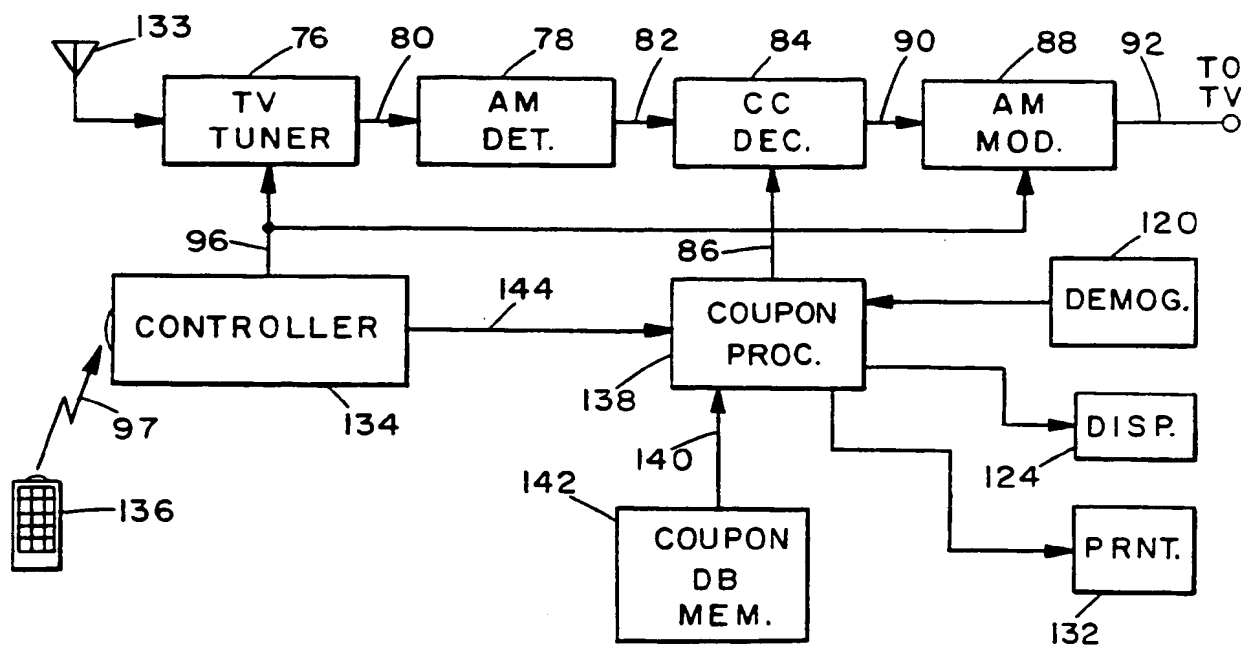 133
76
80
78
82
84
90
88
92
TO
TV
TV
TUNER
AM
DET.
CC
DEC.
AM
MOD.
96
86
120
144
CONTROLLER
COUPON
PROC.
DEMOG.
97
134
138
DISP.
140
124
136
142
COUPON
DB
MEM.
PRNT.
132